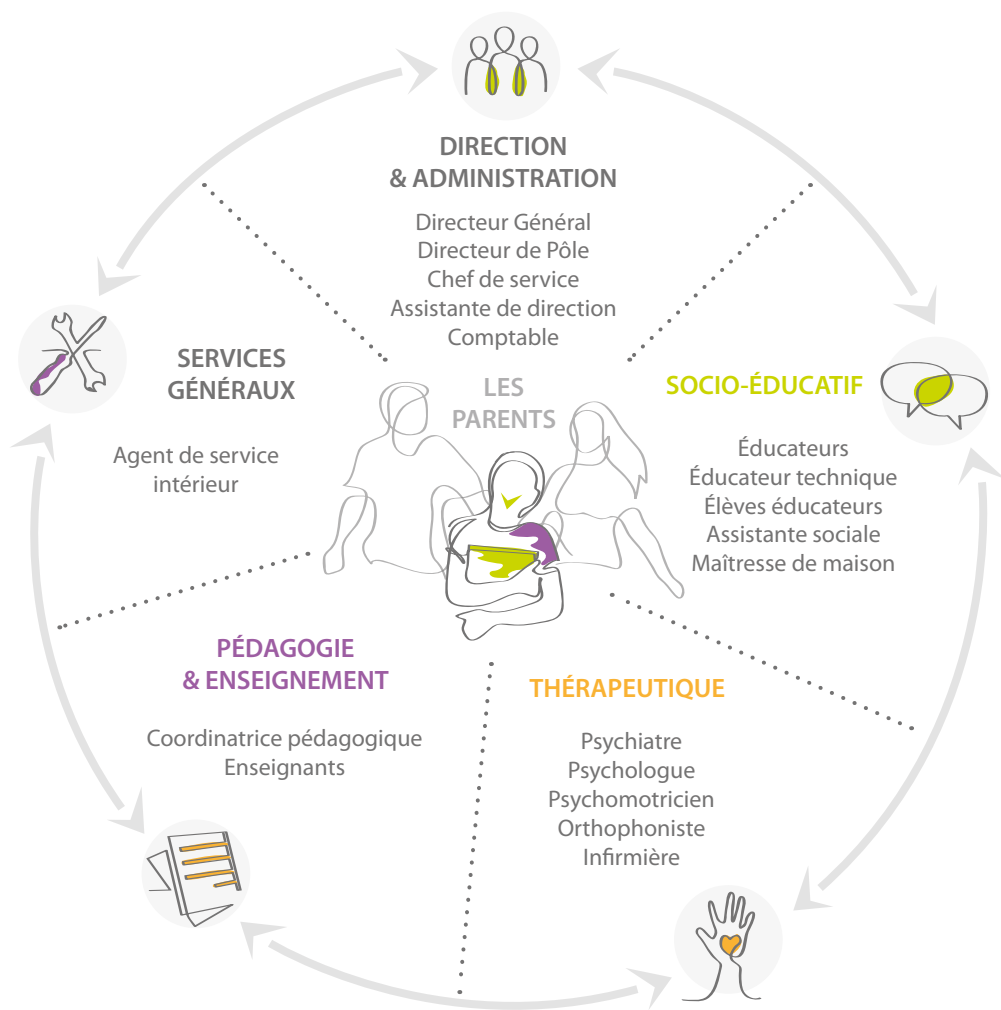 DIRECTION
& ADMINISTRATION
Directeur Général
Directeur de Pôle
Chef de service
Assistante de direction
Comptable
SERVICES
GÉNÉRAUX
Agent de service
intérieur
LES
PARENTS
SOCIO-ÉDUCATIF
Éducateurs
Éducateur technique
Élèves éducateurs
Assistante sociale
Maîtresse de maison
PÉDAGOGIE
& ENSEIGNEMENT
Coordinatrice pédagogique
Enseignants
THÉRAPEUTIQUE
Psychiatre
Psychologue
Psychomotricien
Orthophoniste
Infirmière